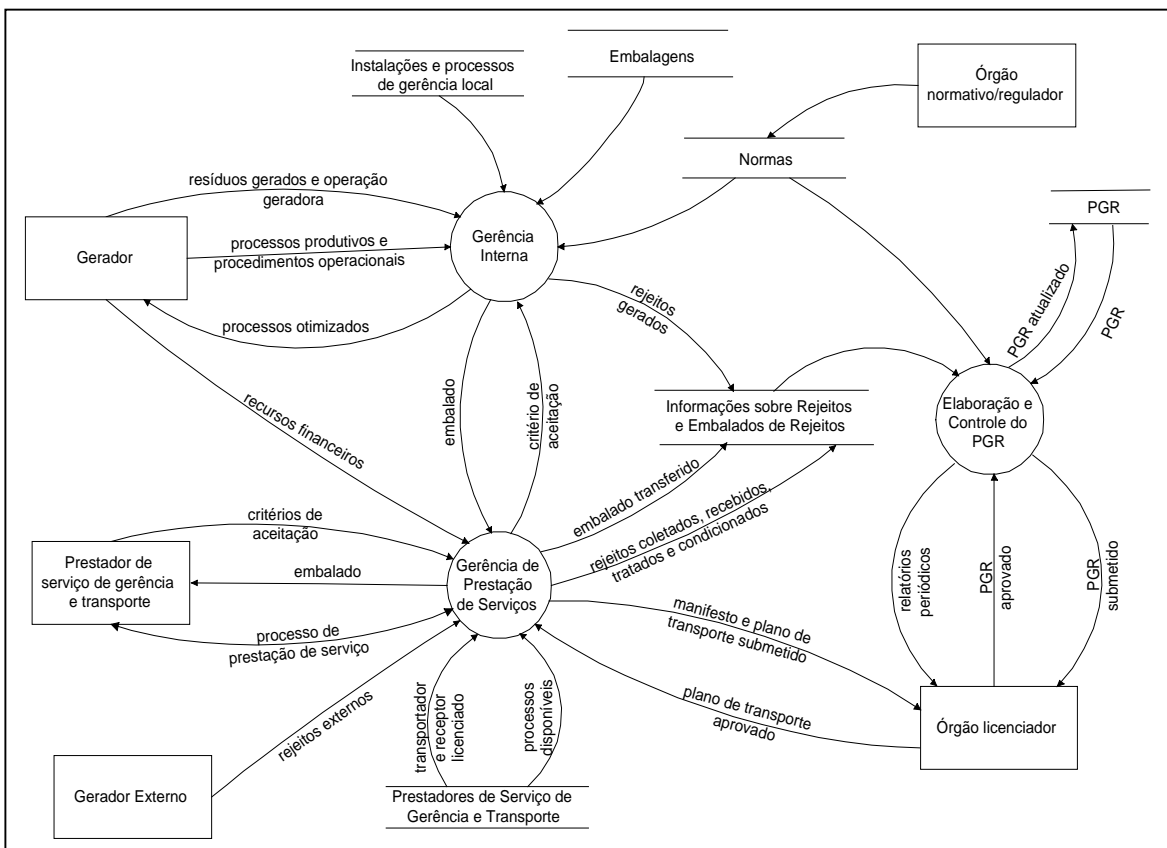 Instalações e processos
de gerência local
Embalagens
Órgão
normativo/regulador
Normas
resíduos gerados e operação
geradora
PGR
Gerador
processos produtivos e
procedimentos operacionais
Gerência
Interna
processos otimizados
rejeitos
gerados
PGR atualizado
PGR
recursos financeiros
embalado
critério de
aceitação
Informações sobre Rejeitos
e Embalados de Rejeitos
Elaboração e
Controle do
PGR
embalado transferido
rejeitos coletados, recebidos,
tratados e condicionados
critérios de
aceitação
Prestador de
serviço de gerência
e transporte
embalado
Gerência de
Prestação
de Serviços
processo de
prestação de serviço
relatórios
periódicos
PGR
aprovado
PGR
submetido
manifesto e plano de
transporte submetido
plano de transporte
aprovado
Órgão licenciador
rejeitos externos
transportador
e receptor
licenciado
processos
disponíveis
Gerador Externo
Prestadores de Serviço de
Gerência e Transporte